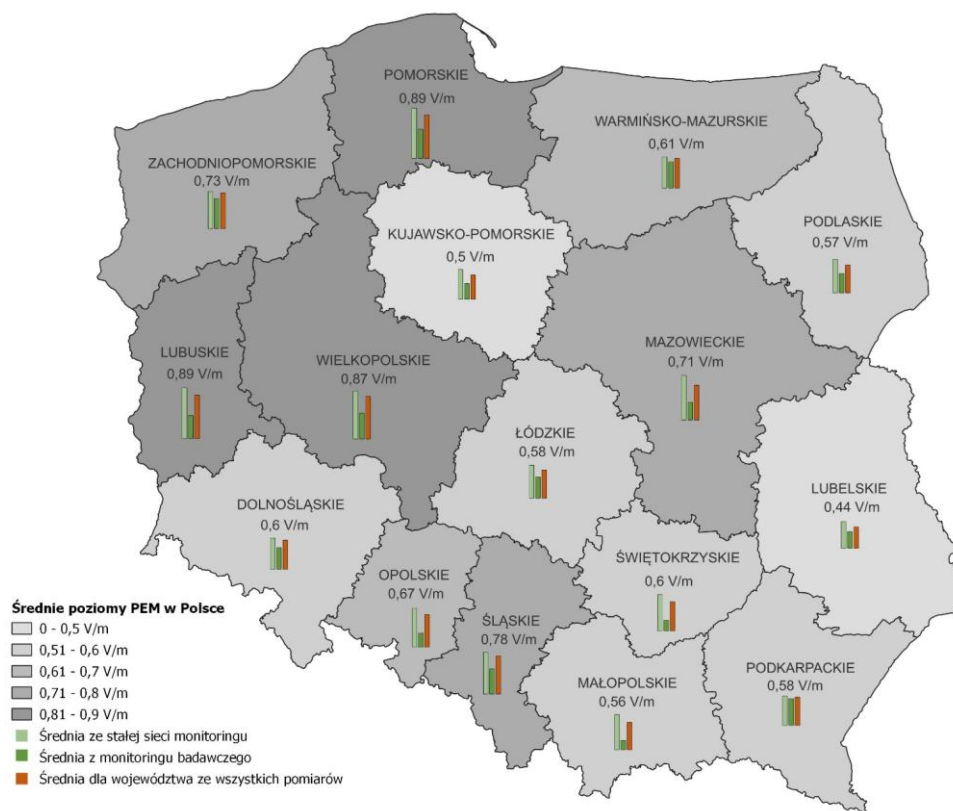 POMORSKIE
0,89 V/m
WARMIŃSKO-MAZURSKIE
0,61 V/m
ZACHODNIOPOMORSKIE
0,73 V/m
PODLASKIE
0,57 V/m
KUJAWSKO-POMORSKIE
0,5 V/m
LUBUSKIE
0,89 V/m
WIELKOPOLSKIE
0,87 V/m
MAZOWIECKIE
0,71 V/m
ŁÓDZKIE
0,58 V/m
LUBELSKIE
0,44 V/m
DOLNOŚLĄSKIE
0,6 V/m
ŚWIĘTOKRZYSKIE
0,6 V/m
OPOLSKIE
0,67 V/m
ŚLĄSKIE
0,78 V/m
MAŁOPOLSKIE
0,56 V/m
PODKARPACKIE
0,58 V/m
Średnie poziomy PEM w Polsce
0 - 0,5 V/m
0,51 - 0,6 V/m
0,61 - 0,7 V/m
0,71 - 0,8 V/m
0,81 - 0,9 V/m
Średnia ze stałej sieci monitoringu
Średnia z monitoringu badawczego
Średnia dla województwa ze wszystkich pomiarów